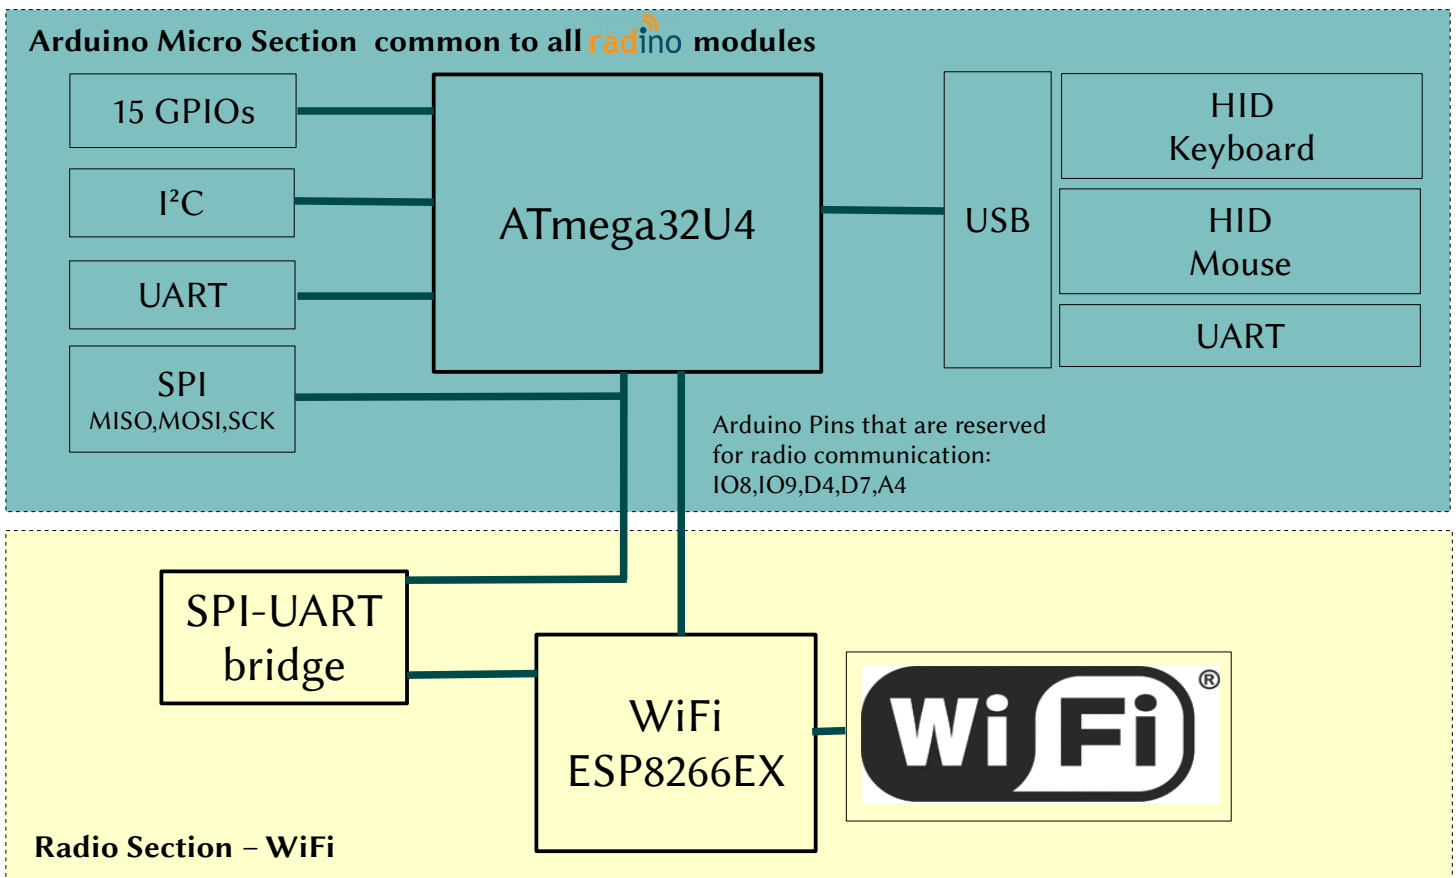 Arduino Micro Section common to all radino modules
15 GPIOs
I²C
UART
SPI
MISO,MOSI,SCK
ATmega32U4
USB
HID
Keyboard
HID
Mouse
UART
Arduino Pins that are reserved
for radio communication:
IO8,IO9,D4,D7,A4
SPI-UART
bridge
WiFi
ESP8266EX
Wi Fi ®
Radio Section – WiFi